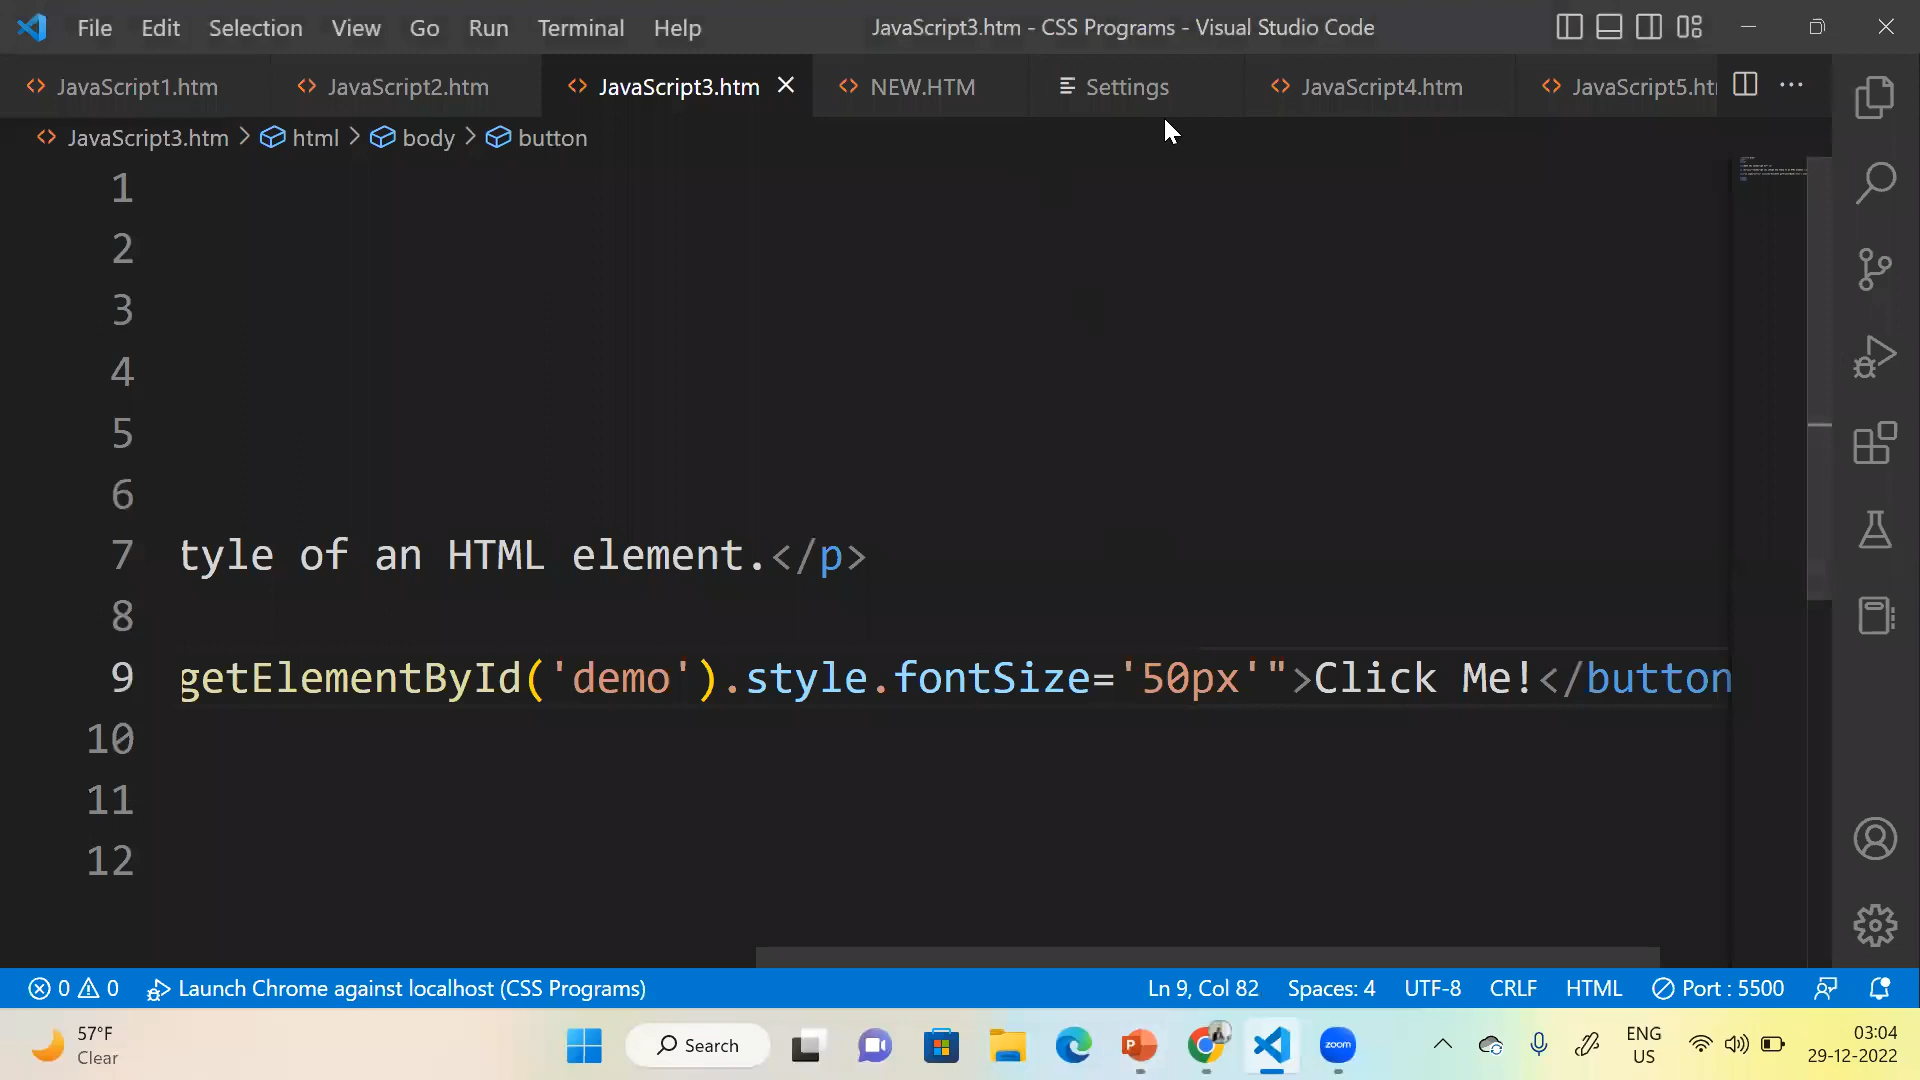 File Edit Selection View Go Run Terminal Help JavaScript3.htm - CSS Programs - Visual Studio Code
JavaScript1.htm JavaScript2.htm JavaScript3.htm NEW.HTM Settings JavaScript4.htm JavaScript5.ht
JavaScript3.htm > html > body > button
1
2
3
4
5
6
7 tyle of an HTML element.</p>
8
9 getElementById('demo').style.fontSize='50px'">Click Me!</button
10
11
12
0 0 Launch Chrome against localhost (CSS Programs) Ln 9, Col 82 Spaces: 4 UTF-8 CRLF HTML Port : 5500
57°F
Clear
Search
zoom
ENG
US
03:04
29-12-2022